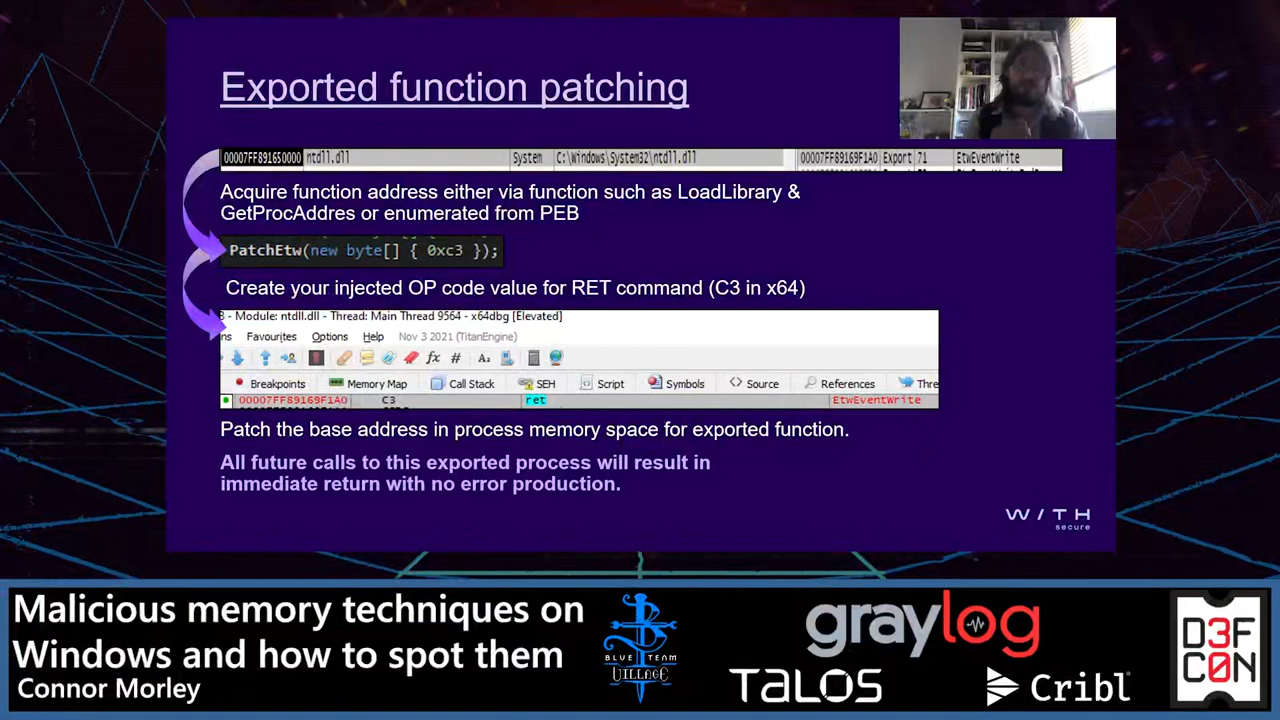 Exported function patching
00007FF891650000 ntdll.dll System C:\Windows\System32\ntdll.dll 00007FF89169F1A0 Export 71 EtwEventWrite
Acquire function address either via function such as LoadLibrary &
GetProcAddres or enumerated from PEB
PatchEtw(new byte[] { 0xc3 });
Create your injected OP code value for RET command (C3 in x64)
- Module: ntdll.dll - Thread: Main Thread 9564 - x64dbg [Elevated]
ns Favourites Options Help Nov 3 2021 (TitanEngine)
fx # A₂
Breakpoints Memory Map Call Stack SEH Script Symbols Source References Thre
00007FF89169F1A0 C3 ret EtwEventWrite
Patch the base address in process memory space for exported function.
All future calls to this exported process will result in
immediate return with no error production.
W/TH
secure
Malicious memory techniques on
Windows and how to spot them
Connor Morley
BLUE TEAM
VILLAGE
graylog
TALOS
Cribl
D3F
C0N